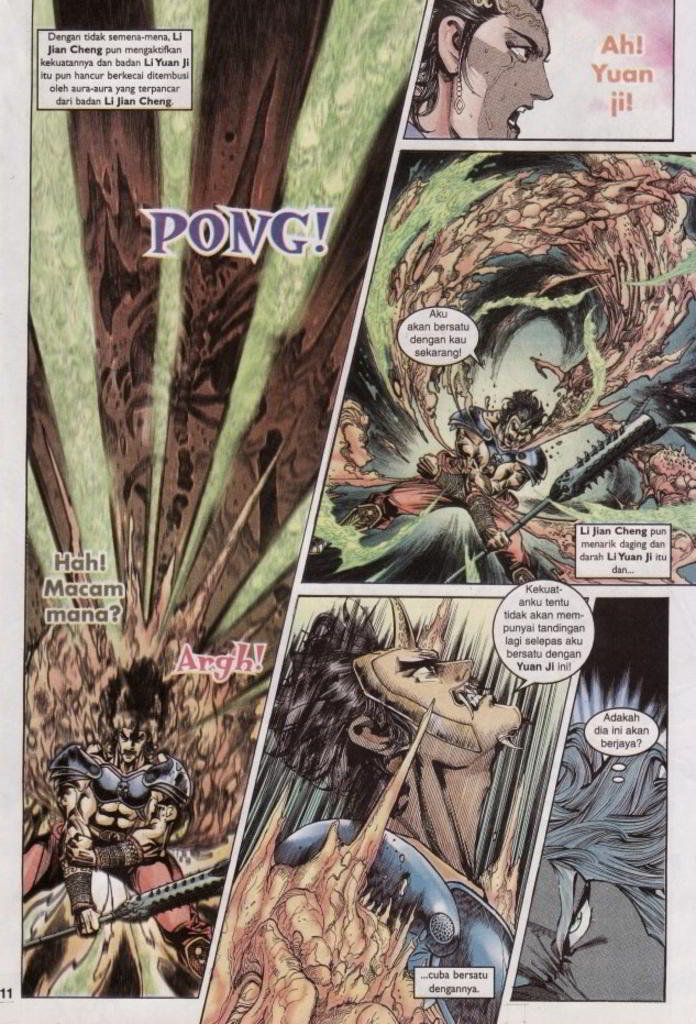 Dengan tidak semena-mena, Li
Jian Cheng pun mengaktifkan
kekuatannya dan badan Li Yuan Ji
itu pun hancur berkecai ditembusi
oleh aura-aura yang terpancar
dari badan Li Jian Cheng.
PONG!
Hah!
Macam
mana?
Argh!
Ah!
Yuan
ji!
Aku
akan bersatu
dengan kau
sekarang!
Li Jian Cheng pun
menarik daging dan
darah Li Yuan Ji itu
dan...
Kekuat-
anku tentu
tidak akan mem-
punyai tandingan
lagi selepas aku
bersatu dengan
Yuan Ji ini!
...cuba bersatu
dengannya.
Adakah
dia ini akan
berjaya?
11